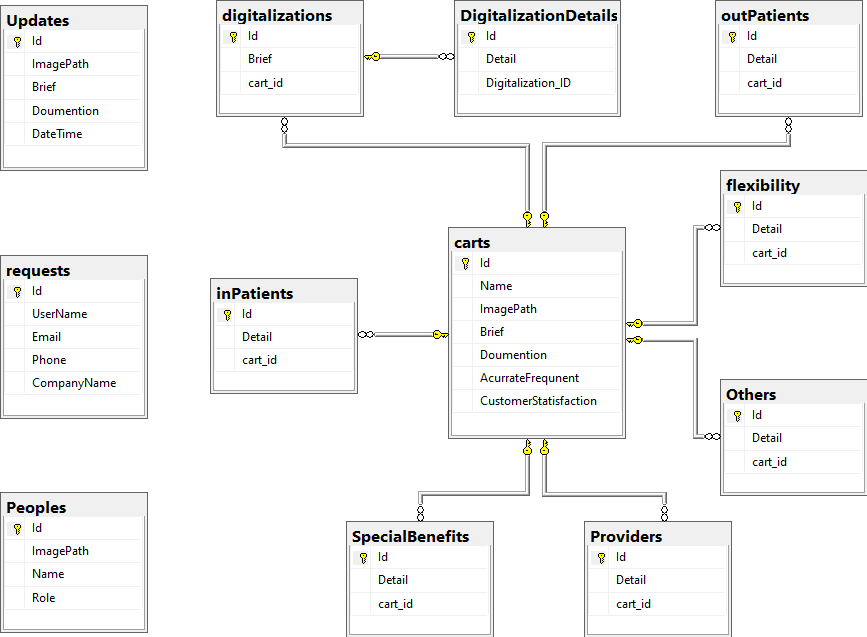 Updates
Id
ImagePath
Brief
Doumention
DateTime
digitalizations
Id
Brief
cart_id
DigitalizationDetails
Id
Detail
Digitalization_ID
outPatients
Id
Detail
cart_id
flexibility
Id
Detail
cart_id
requests
Id
UserName
Email
Phone
CompanyName
inPatients
Id
Detail
cart_id
carts
Id
Name
ImagePath
Brief
Doumention
AcurrateFrequnent
CustomerStatisfaction
Others
Id
Detail
cart_id
Peoples
Id
ImagePath
Name
Role
SpecialBenefits
Id
Detail
cart_id
Providers
Id
Detail
cart_id